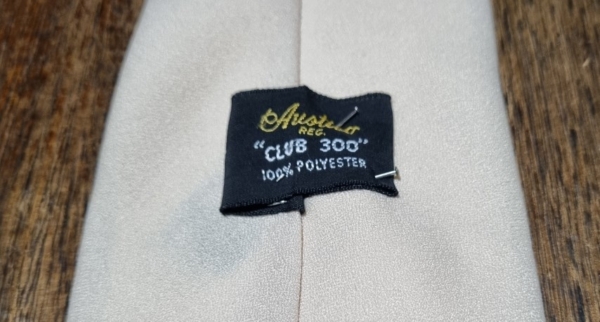 REG.
"CLUB 300"
100% POLYESTER